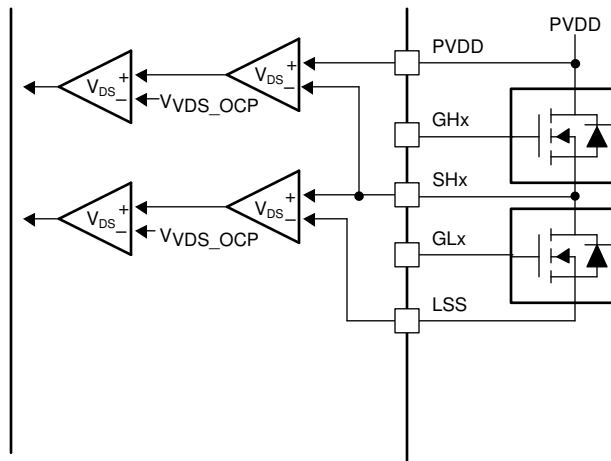 PVDD
PVDD
VDS
+
–
VVDS_OCP
VDS
+
–
GHx
SHx
VDS
+
–
VVDS_OCP
VDS
+
–
GLx
LSS